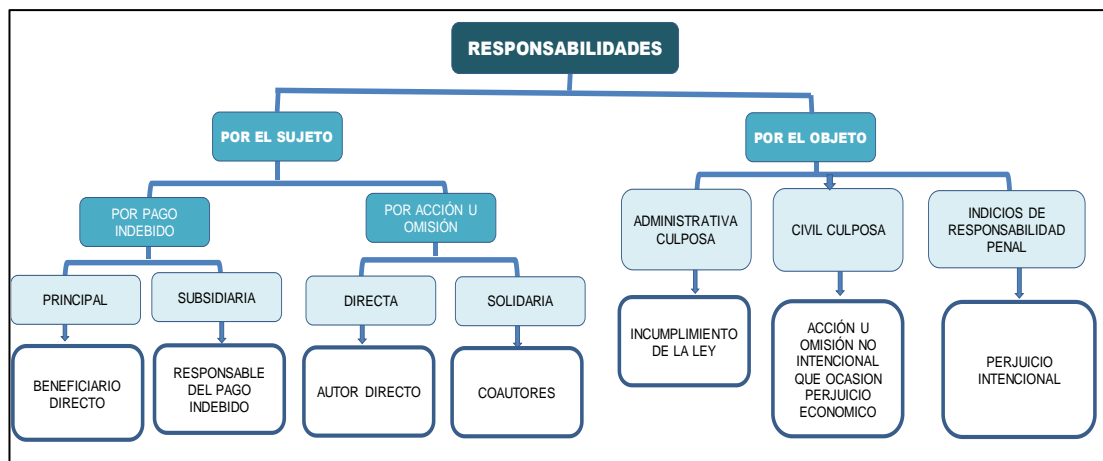 RESPONSABILIDADES
POR EL SUJETO
POR EL OBJETO
POR PAGO
INDEBIDO
POR ACCIÓN U
OMISIÓN
ADMINISTRATIVA
CULPOSA
CIVIL CULPOSA
INDICIOS DE
RESPONSABILIDAD
PENAL
PRINCIPAL
SUBSIDIARIA
DIRECTA
SOLIDARIA
BENEFICIARIO
DIRECTO
RESPONSABLE
DEL PAGO
INDEBIDO
AUTOR DIRECTO
COAUTORES
INCUMPLIMIENTO
DE LA LEY
ACCIÓN U
OMISIÓN NO
INTENCIONAL
QUE OCASION
PERJUICIO
ECONOMICO
PERJUICIO
INTENCIONAL